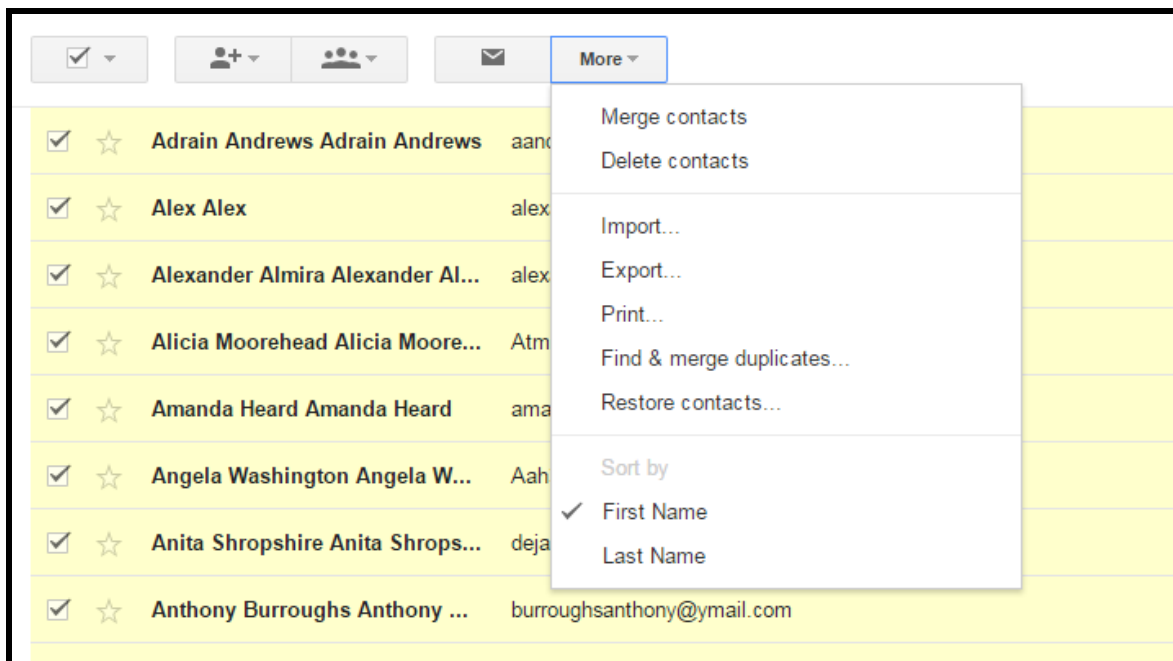 More
Merge contacts
Delete contacts
Import...
Export...
Print...
Find & merge duplicates...
Restore contacts...
Sort by
First Name
Last Name
Adrain Andrews Adrain Andrews aand
Alex Alex alex
Alexander Almira Alexander Al... alex
Alicia Moorehead Alicia Moore... Atm
Amanda Heard Amanda Heard ama
Angela Washington Angela W... Aah
Anita Shropshire Anita Shrops... deja
Anthony Burroughs Anthony ... burroughsanthony@ymail.com